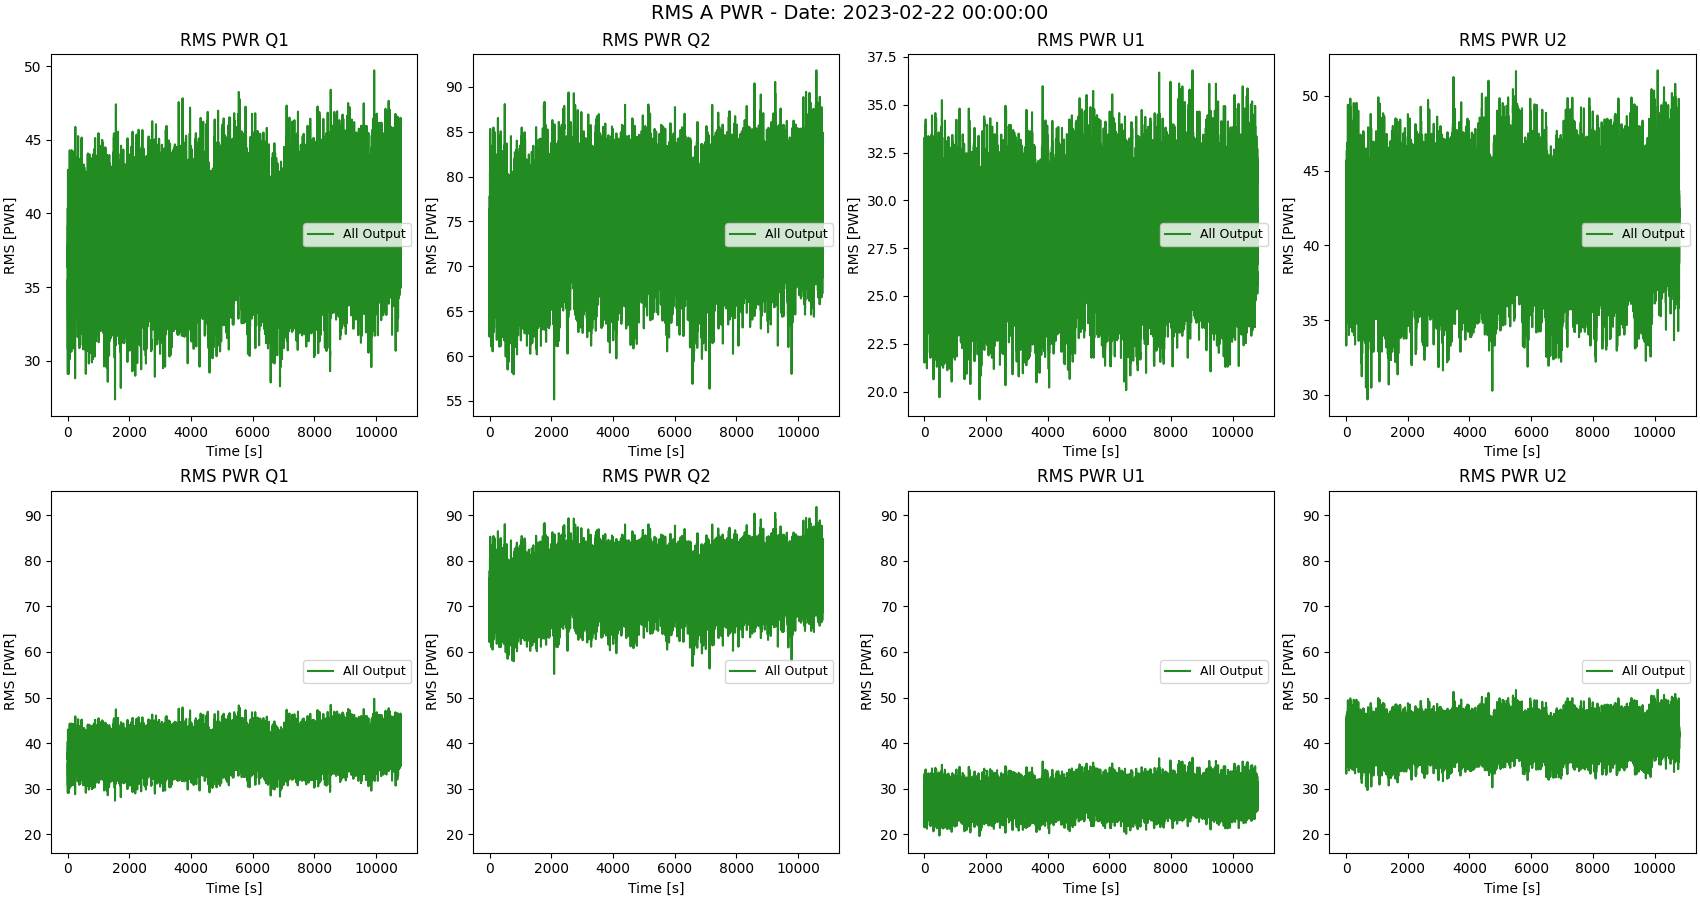 RMS A PWR - Date: 2023-02-22 00:00:00
RMS PWR Q1
RMS [PWR]
50
45
40
35
30
All Output
0 2000 4000 6000 8000 10000
Time [s]
RMS PWR Q2
RMS [PWR]
90
85
80
75
70
65
60
55
All Output
0 2000 4000 6000 8000 10000
Time [s]
RMS PWR U1
RMS [PWR]
37.5
35.0
32.5
30.0
27.5
25.0
22.5
20.0
All Output
0 2000 4000 6000 8000 10000
Time [s]
RMS PWR U2
RMS [PWR]
50
45
40
35
30
All Output
0 2000 4000 6000 8000 10000
Time [s]
RMS PWR Q1
RMS [PWR]
90
80
70
60
50
40
30
20
All Output
0 2000 4000 6000 8000 10000
Time [s]
RMS PWR Q2
RMS [PWR]
90
80
70
60
50
40
30
20
All Output
0 2000 4000 6000 8000 10000
Time [s]
RMS PWR U1
RMS [PWR]
90
80
70
60
50
40
30
20
All Output
0 2000 4000 6000 8000 10000
Time [s]
RMS PWR U2
RMS [PWR]
90
80
70
60
50
40
30
20
All Output
0 2000 4000 6000 8000 10000
Time [s]